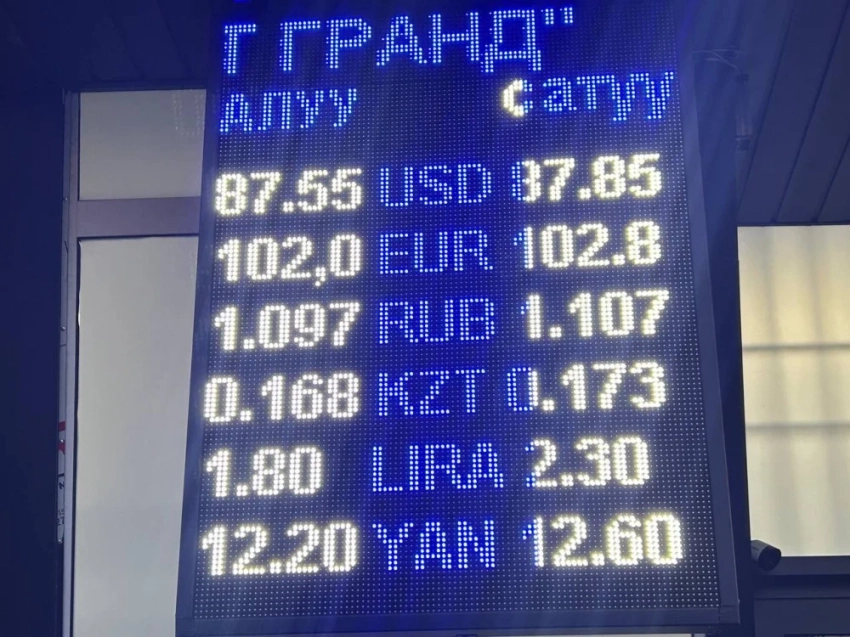 Г ГРАНД"
АЛУУ сатуу
87.55 USD 87.85
102,0 EUR 102.8
1.097 RUB 1.107
0.168 KZT 0.173
1.80 LIRA 2.30
12.20 YAN 12.60